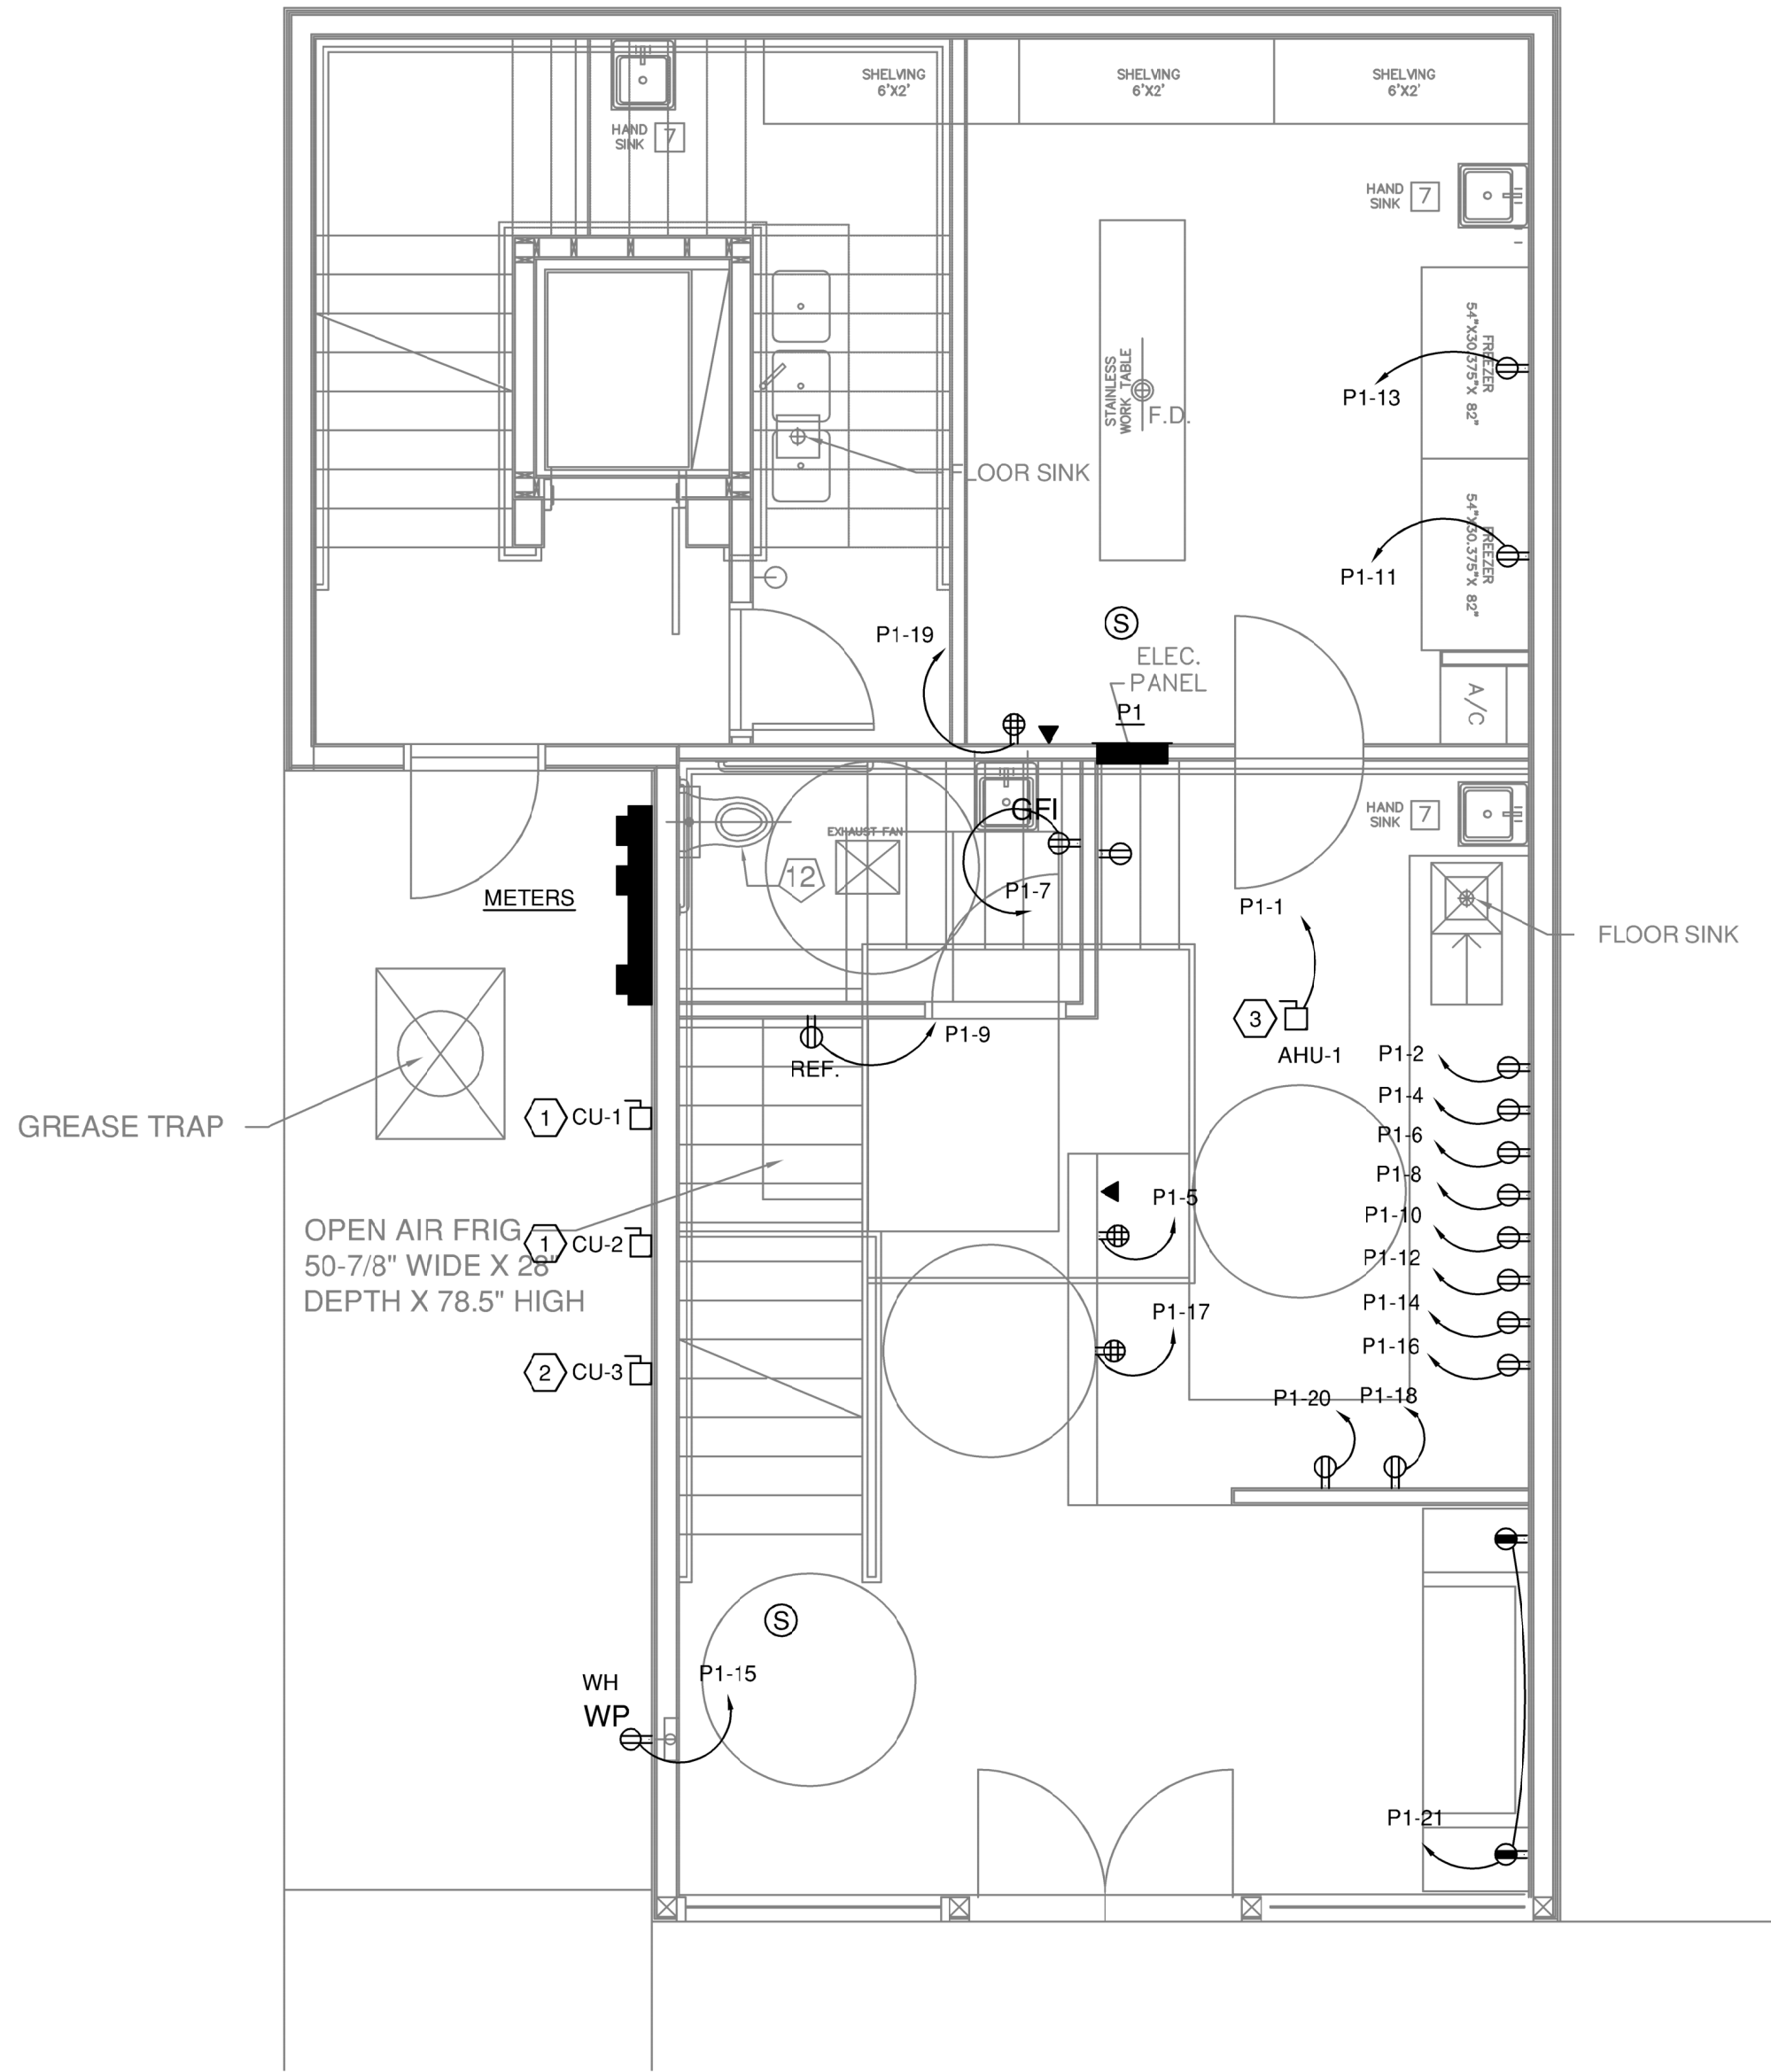 SHELVING
6'X2'
SHELVING
6'X2'
SHELVING
6'X2'
HAND
SINK
7
HAND
SINK
7
FREEZER
54"X30.375"X 82"
P1-13
STAINLESS
WORK TABLE
F.D.
FLOOR SINK
FREEZER
54"X30.375"X 82"
P1-11
P1-19
S
ELEC.
PANEL
P1
A/C
GFI
HAND
SINK
7
EXHAUST FAN
12
P1-7
METERS
P1-1
FLOOR SINK
3
AHU-1
P1-9
REF.
P1-2
P1-4
P1-6
P1-8
P1-10
P1-12
P1-14
P1-16
P1-20
P1-18
GREASE TRAP
1
CU-1
P1-5
OPEN AIR FRIG
50-7/8" WIDE X 28"
DEPTH X 78.5" HIGH
1
CU-2
P1-17
2
CU-3
S
P1-15
WH
WP
P1-21